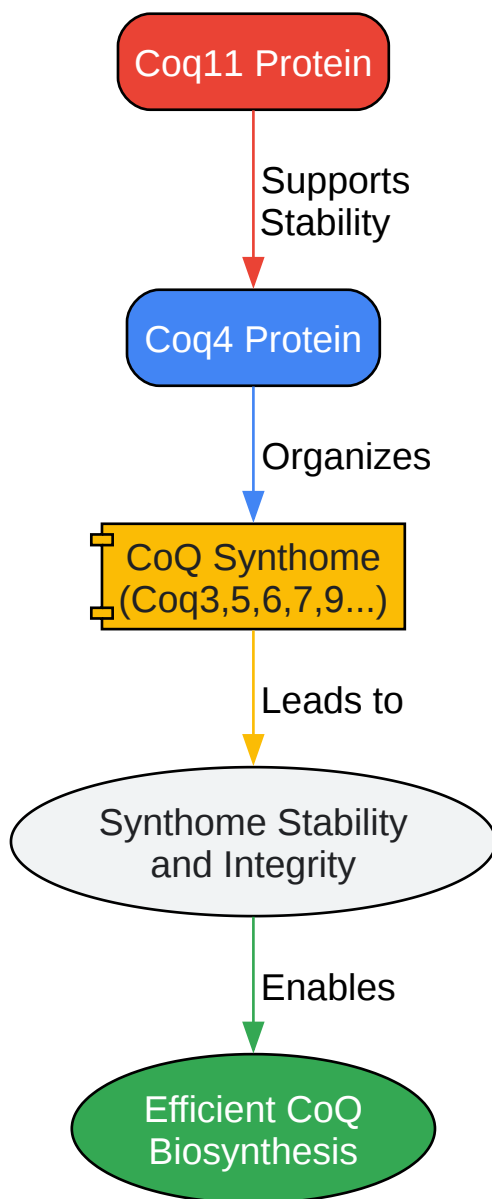 Coq11 Protein
Supports
Stability
Coq4 Protein
Organizes
CoQ Synthome
(Coq3,5,6,7,9...)
Leads to
Synthome Stability
and Integrity
Enables
Efficient CoQ
Biosynthesis